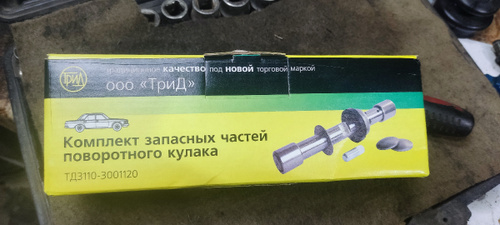 ТРИД
качество под новой торговой маркой
ооо «ТриД»
Комплект запасных частей
поворотного кулака
ТД3110-3001120